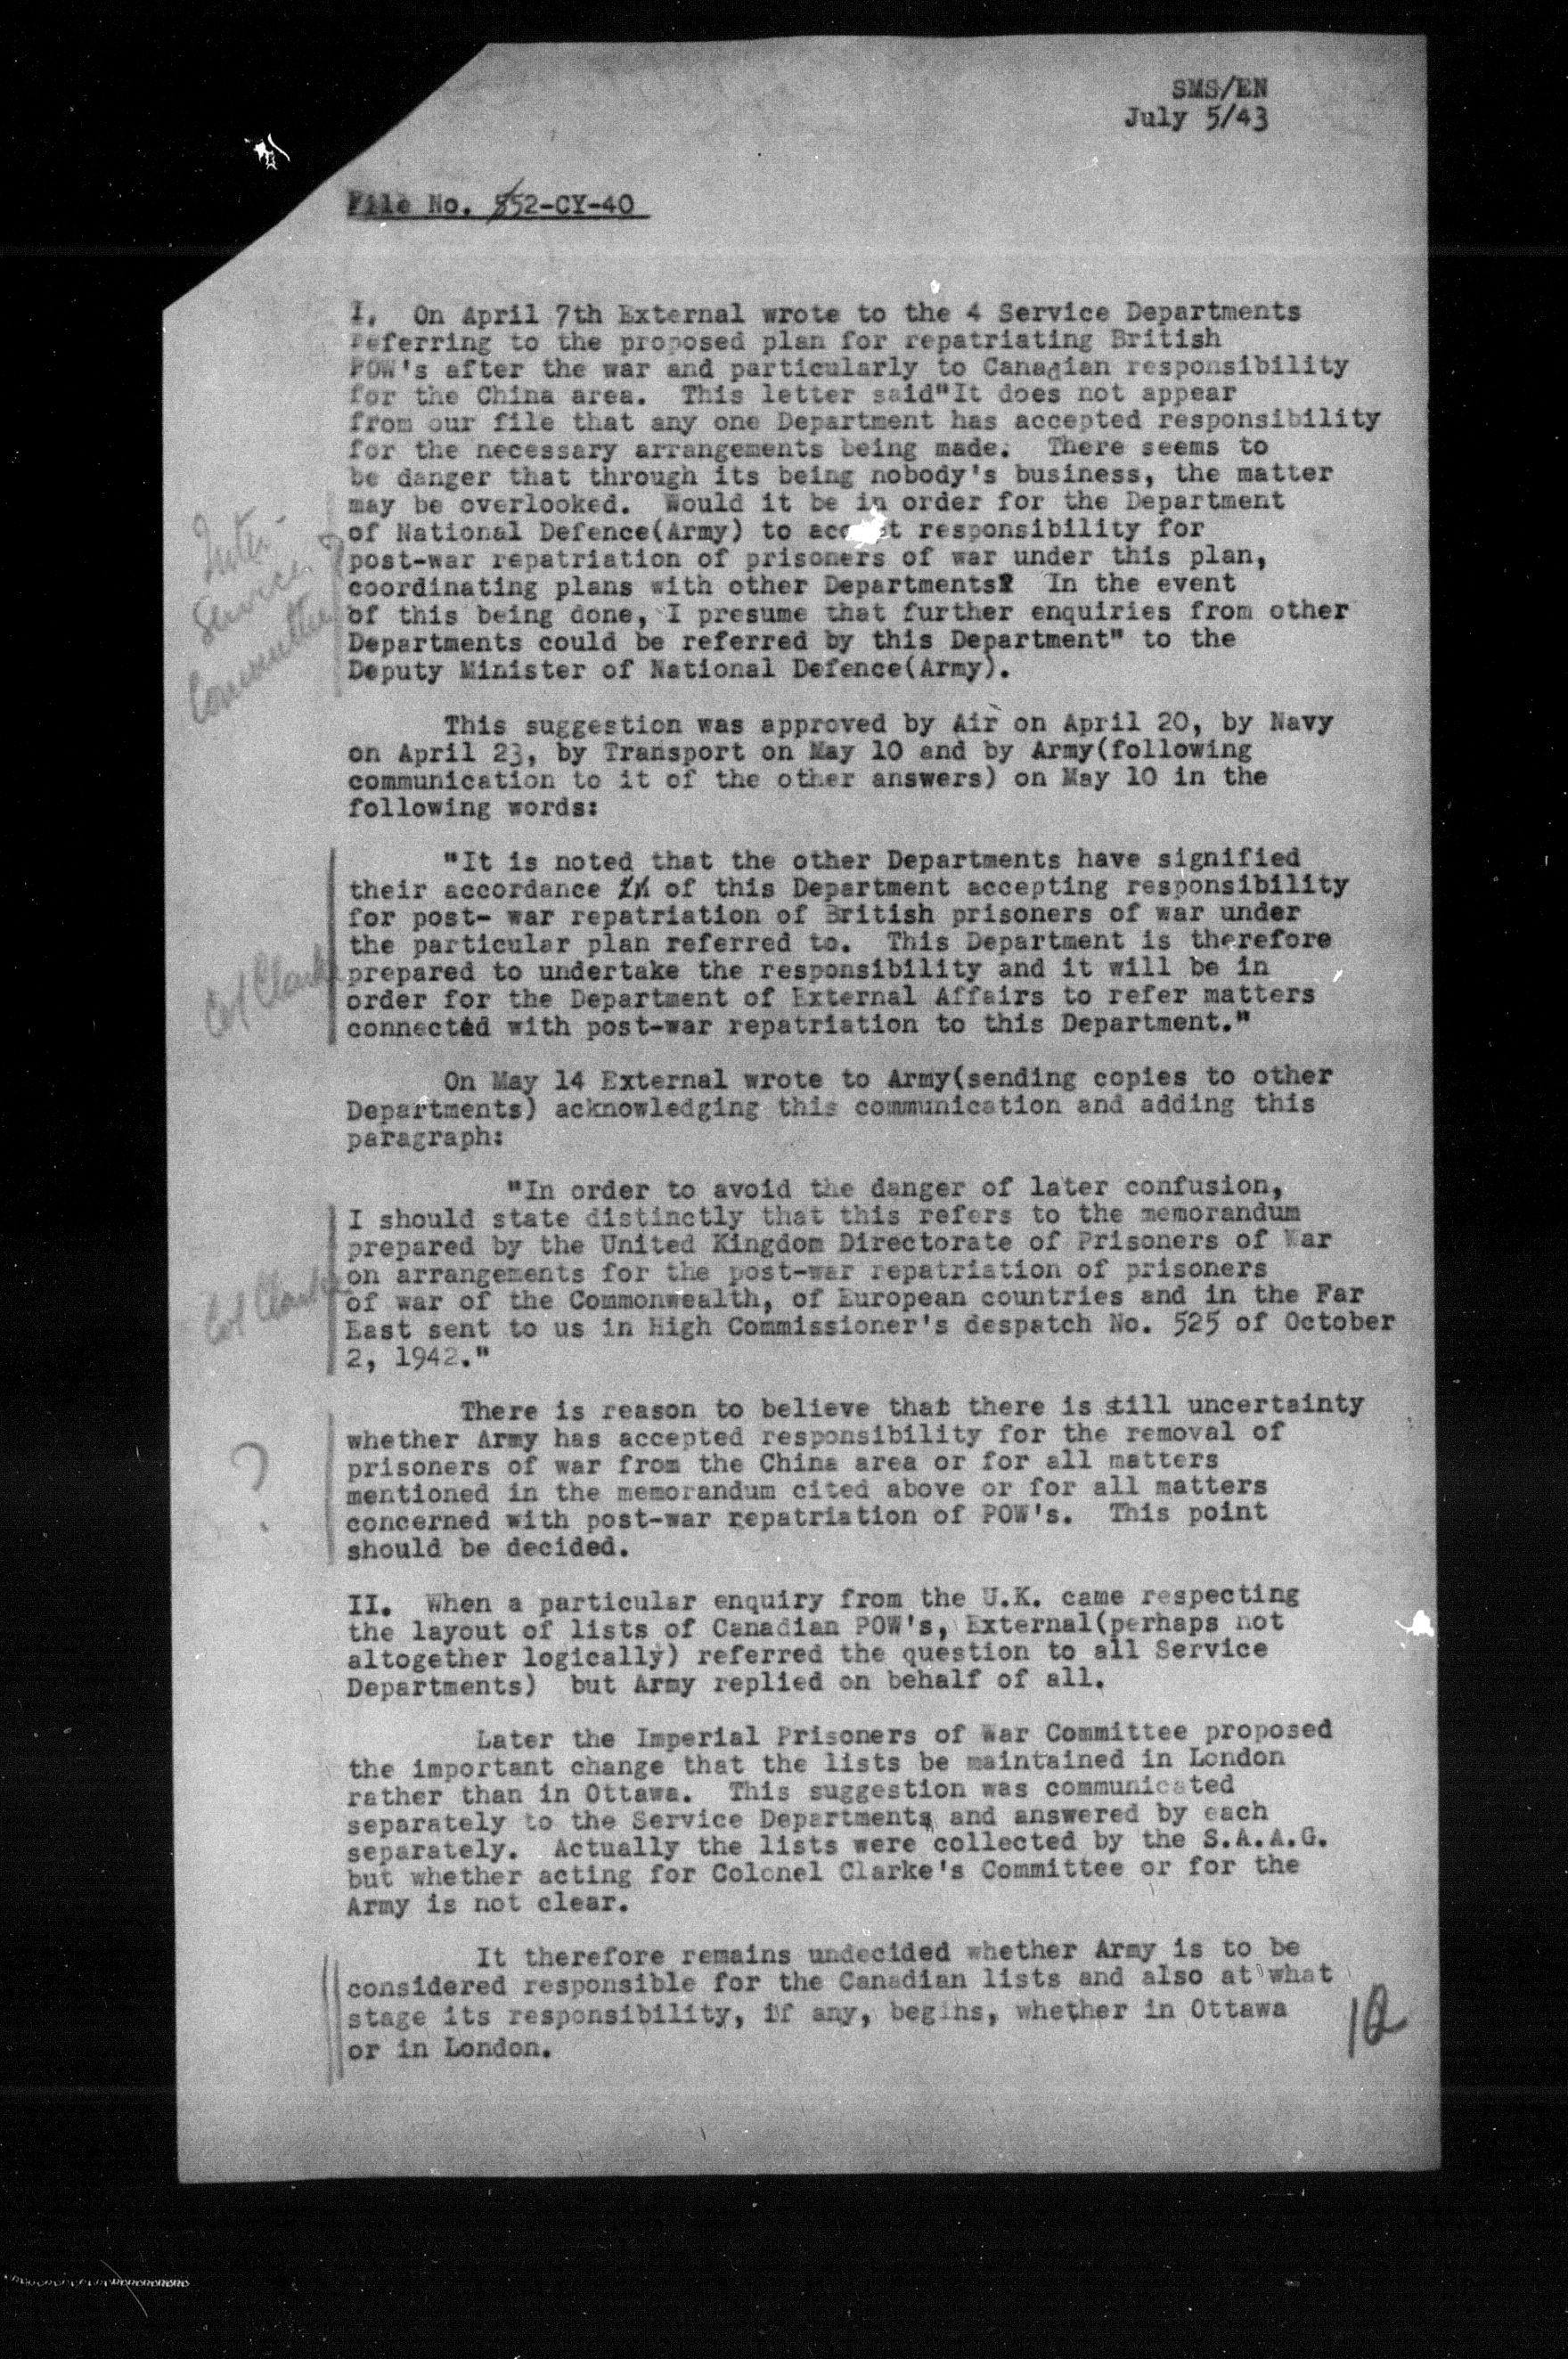 SMS/EN
July 5/43
File No. 552-CY-40
I. On April 7th External wrote to the 4 Service Departments
referring to the proposed plan for repatriating British
POW's after the war and particularly to Canadian responsibility
for the China area. This letter said"It does not appear
from our file that any one Department has accepted responsibility
for the necessary arrangements being made. There seems to
be danger that through its being nobody's business, the matter
may be overlooked. Would it be in order for the Department
of National Defence(Army) to accept responsibility for
post-war repatriation of prisoners of war under this plan,
coordinating plans with other Departments? In the event
of this being done, I presume that further enquiries from other
Departments could be referred by this Department" to the
Deputy Minister of National Defence(Army).
Inter-
Service
Committee
?
This suggestion was approved by Air on April 20, by Navy
on April 23, by Transport on May 10 and by Army(following
communication to it of the other answers) on May 10 in the
following words:
"It is noted that the other Departments have signified
their accordance in of this Department accepting responsibility
for post- war repatriation of British prisoners of war under
the particular plan referred to. This Department is therefore
prepared to undertake the responsibility and it will be in
order for the Department of External Affairs to refer matters
connected with post-war repatriation to this Department."
Col Clarke
On May 14 External wrote to Army(sending copies to other
Departments) acknowledging this communication and adding this
paragraph:
"In order to avoid the danger of later confusion,
I should state distinctly that this refers to the memorandum
prepared by the United Kingdom Directorate of Prisoners of War
on arrangements for the post-war repatriation of prisoners
of war of the Commonwealth, of European countries and in the Far
East sent to us in High Commissioner's despatch No. 525 of October
2, 1942."
Col Clarke
There is reason to believe that there is still uncertainty
whether Army has accepted responsibility for the removal of
prisoners of war from the China area or for all matters
mentioned in the memorandum cited above or for all matters
concerned with post-war repatriation of POW's. This point
should be decided.
?
II. When a particular enquiry from the U.K. came respecting
the layout of lists of Canadian POW's, External(perhaps not
altogether logically) referred the question to all Service
Departments) but Army replied on behalf of all.
Later the Imperial Prisoners of War Committee proposed
the important change that the lists be maintained in London
rather than in Ottawa. This suggestion was communicated
separately to the Service Departments and answered by each
separately. Actually the lists were collected by the S.A.A.G.
but whether acting for Colonel Clarke's Committee or for the
Army is not clear.
It therefore remains undecided whether Army is to be
considered responsible for the Canadian lists and also at what
stage its responsibility, if any, begins, whether in Ottawa
or in London.